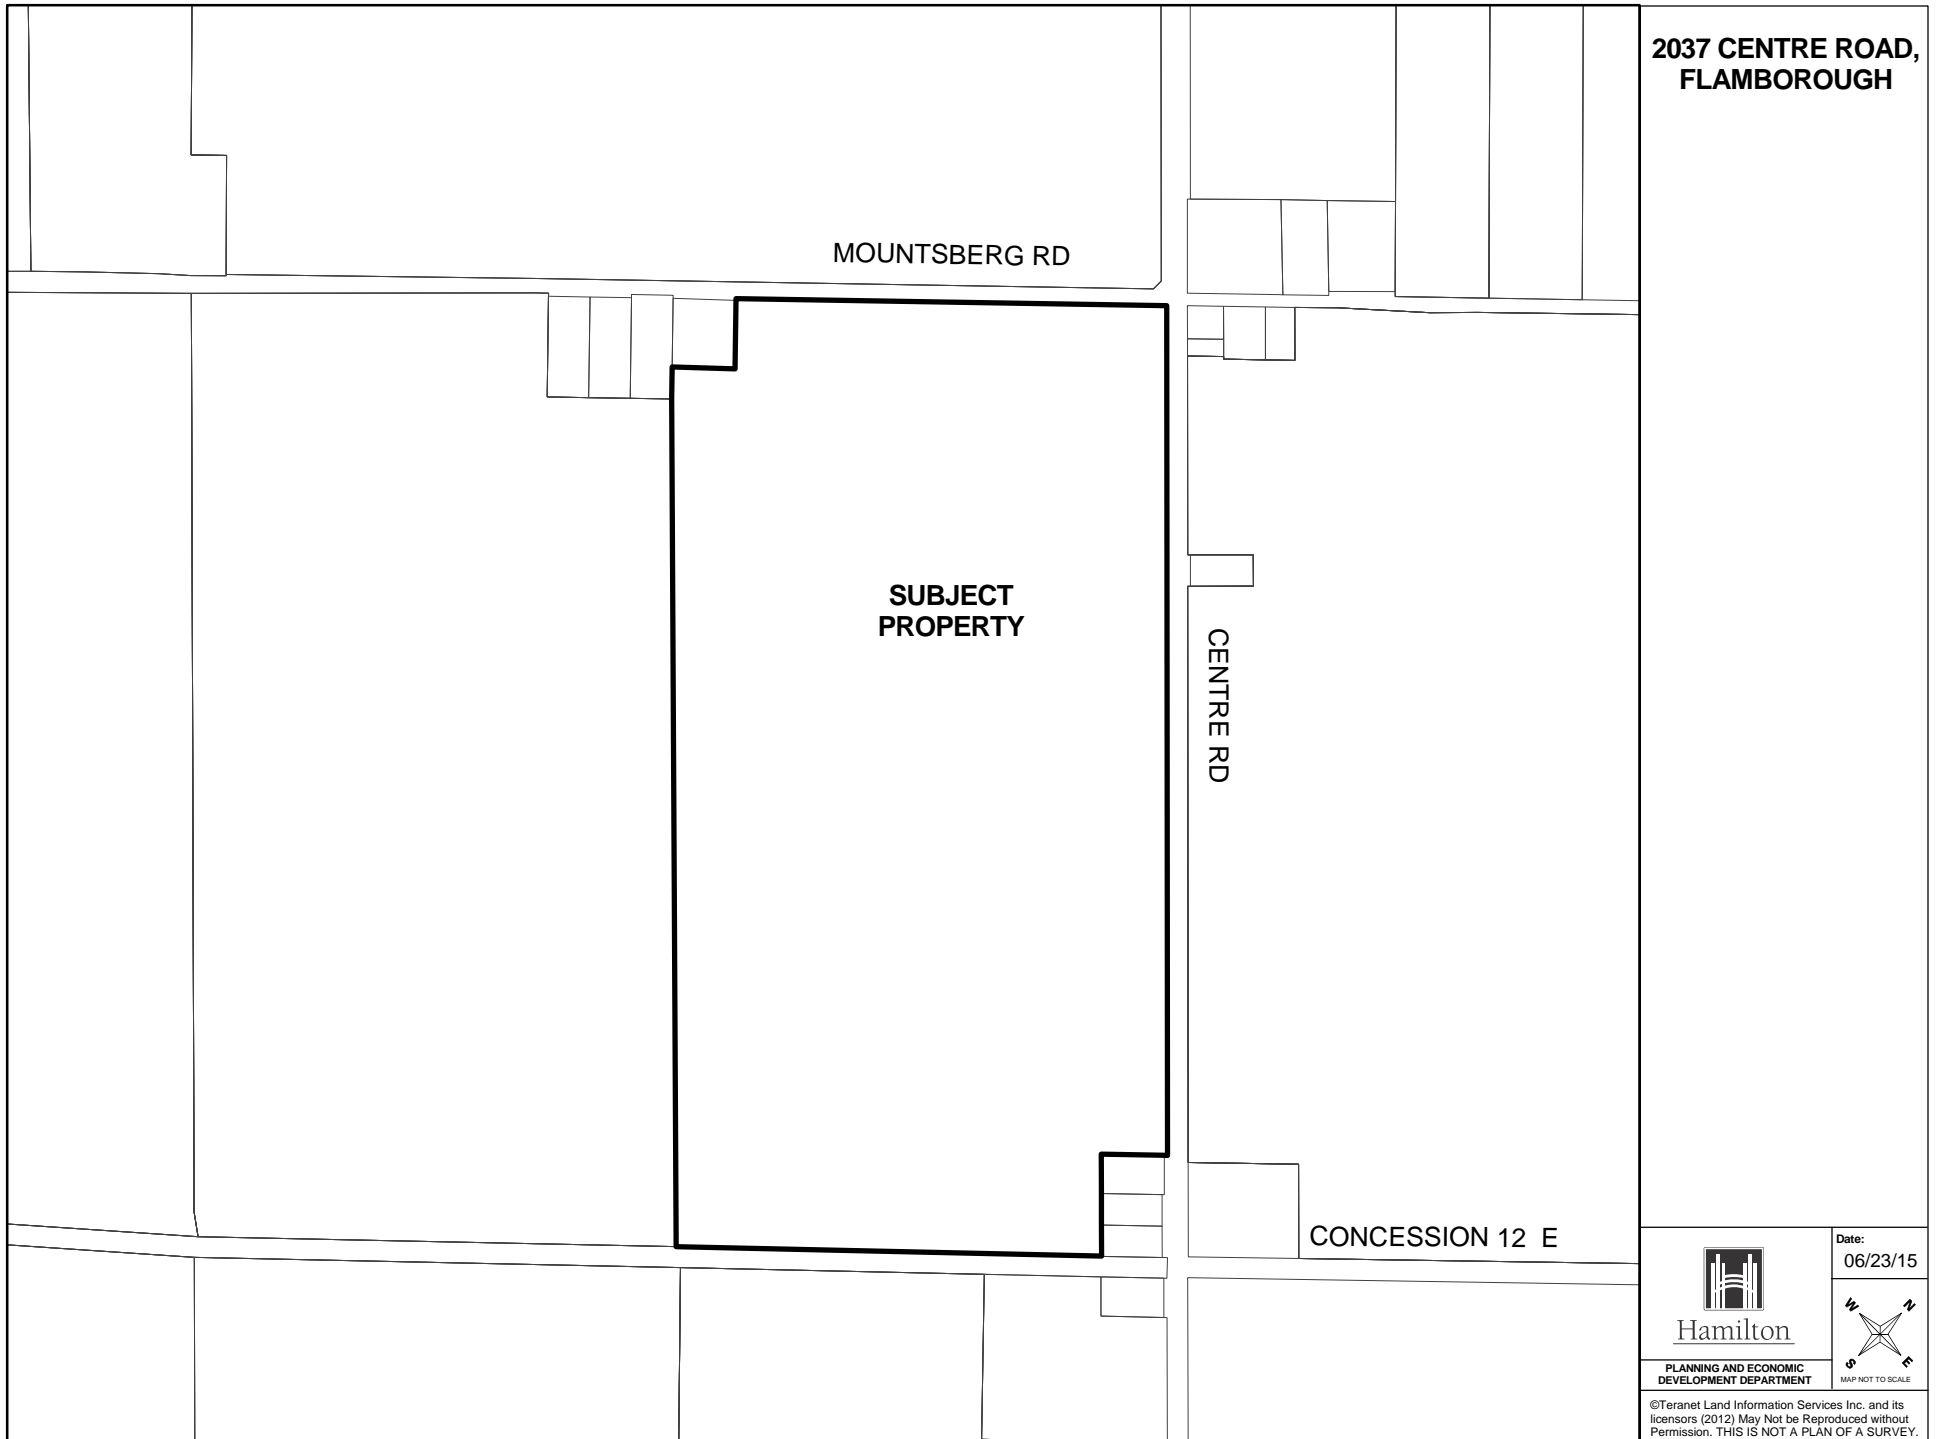 2037 CENTRE ROAD,
FLAMBOROUGH
MOUNTSBERG RD
SUBJECT
PROPERTY
CENTRE RD
CONCESSION 12 E
Hamilton
PLANNING AND ECONOMIC
DEVELOPMENT DEPARTMENT
Date:
06/23/15
W N
S E
MAP NOT TO SCALE
©Teranet Land Information Services Inc. and its
licensors (2012) May Not be Reproduced without
Permission. THIS IS NOT A PLAN OF A SURVEY.